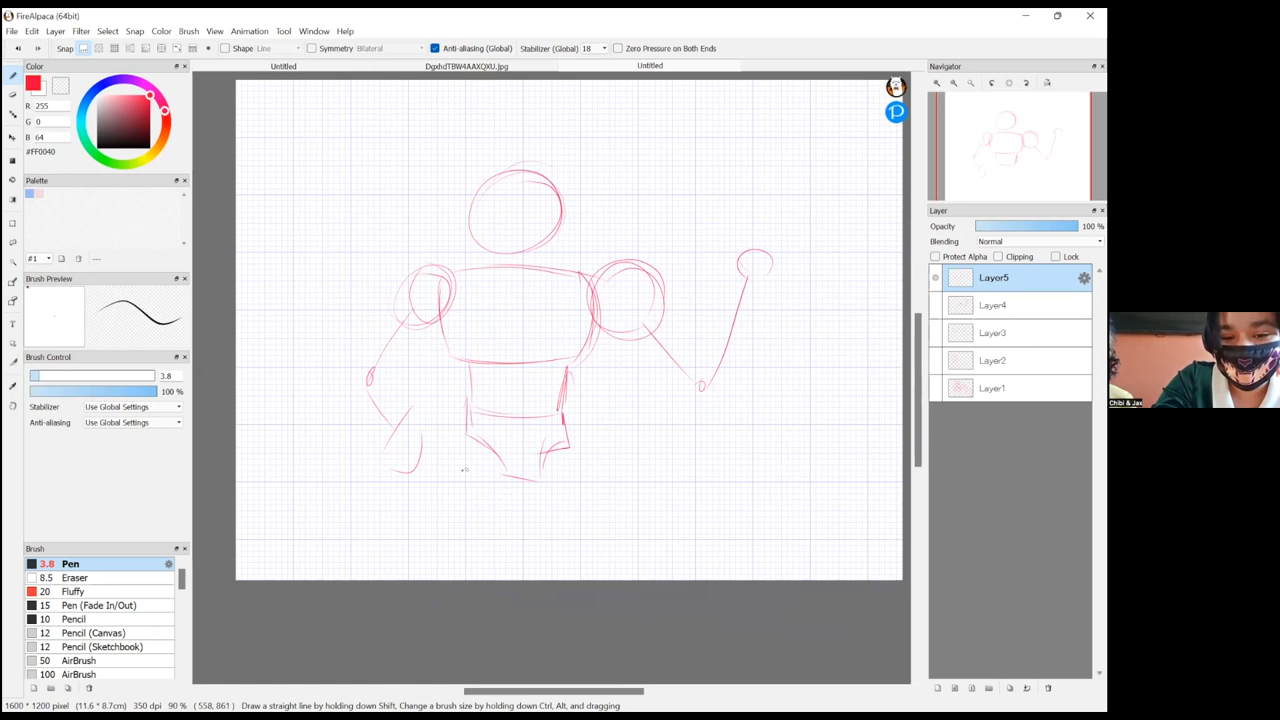 FireAlpaca (64bit)
File Edit Layer Filter Select Snap Color Brush Animation Tool Window Help
Snap Shape Line Symmetry Bilateral Anti-aliasing (Global) Stabilizer (Global) 18 Zero Pressure on Both Ends
Color
Untitled DgxhdTBW4AAXQXU.jpg Untitled
Navigator
R 255
G 0
B 64
#FF0040
Palette
#1 ---
Brush Preview
Brush Control
3.8
100 %
Stabilizer Use Global Settings
Anti-aliasing Use Global Settings
Brush
3.8 Pen
8.5 Eraser
20 Fluffy
15 Pen (Fade In/Out)
10 Pencil
12 Pencil (Canvas)
12 Pencil (Sketchbook)
50 AirBrush
100 AirBrush
Layer
Opacity 100 %
Blending Normal
Protect Alpha Clipping Lock
Layer5
Layer4
Layer3
Layer2
Layer1
Chibi & Jax
1600 * 1200 pixel (11.6 * 8.7cm) 350 dpi 90 % (558, 861) Draw a straight line by holding down Shift, Change a brush size by holding down Ctrl, Alt, and dragging